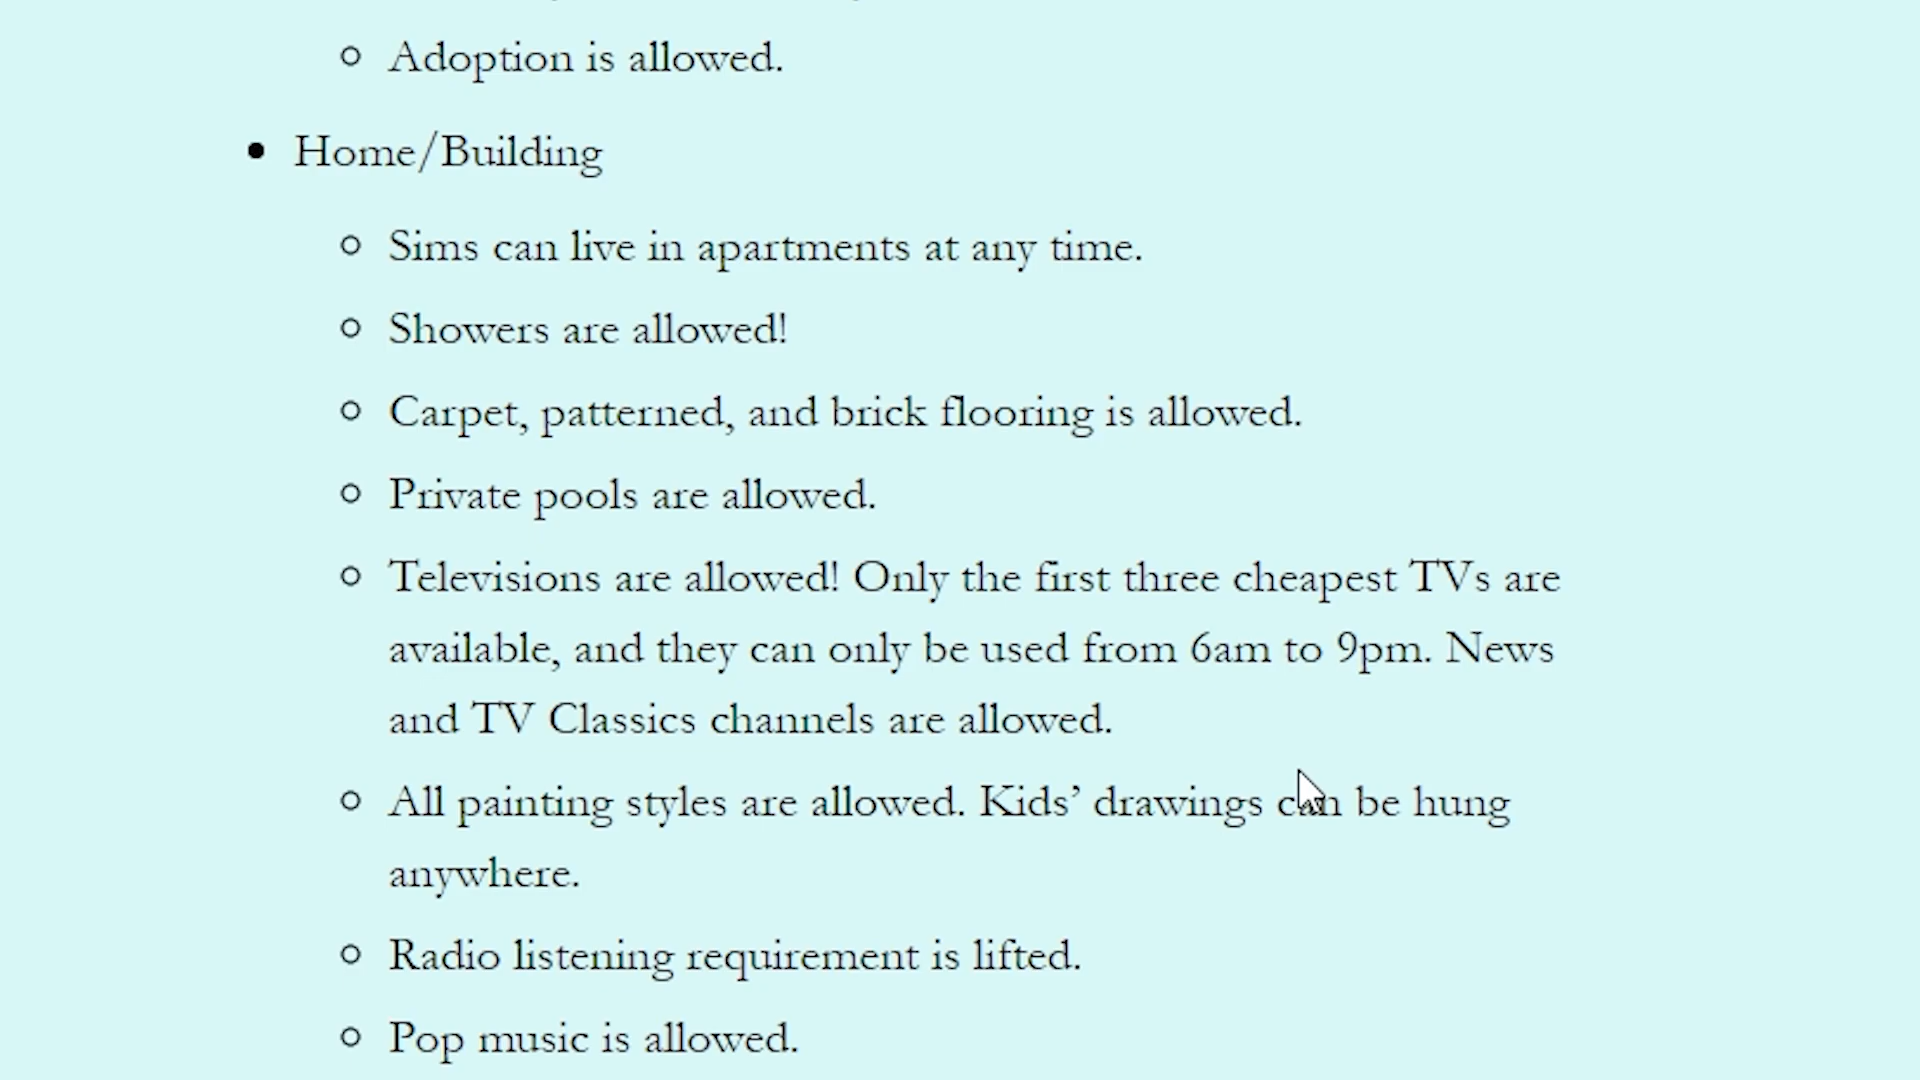 Adoption is allowed.
Home/Building
Sims can live in apartments at any time.
Showers are allowed!
Carpet, patterned, and brick flooring is allowed.
Private pools are allowed.
Televisions are allowed! Only the first three cheapest TVs are
available, and they can only be used from 6am to 9pm. News
and TV Classics channels are allowed.
All painting styles are allowed. Kids’ drawings can be hung
anywhere.
Radio listening requirement is lifted.
Pop music is allowed.